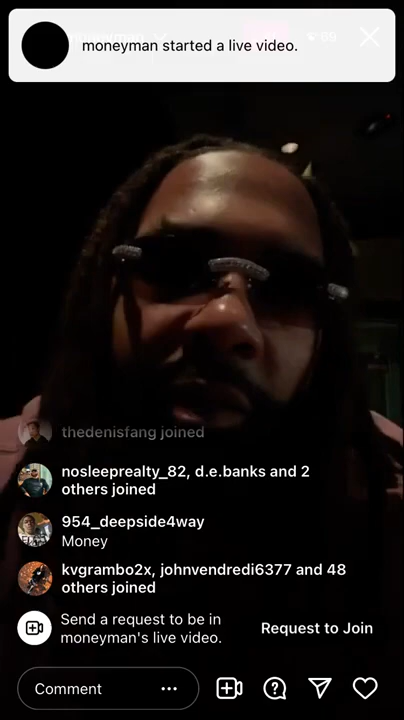 moneyman started a live video.
69
thedenisfang joined
nosleeprealty_82, d.e.banks and 2
others joined
954_deepside4way
Money
kvgrambo2x, johnvendredi6377 and 48
others joined
Send a request to be in
moneyman's live video.
Request to Join
Comment